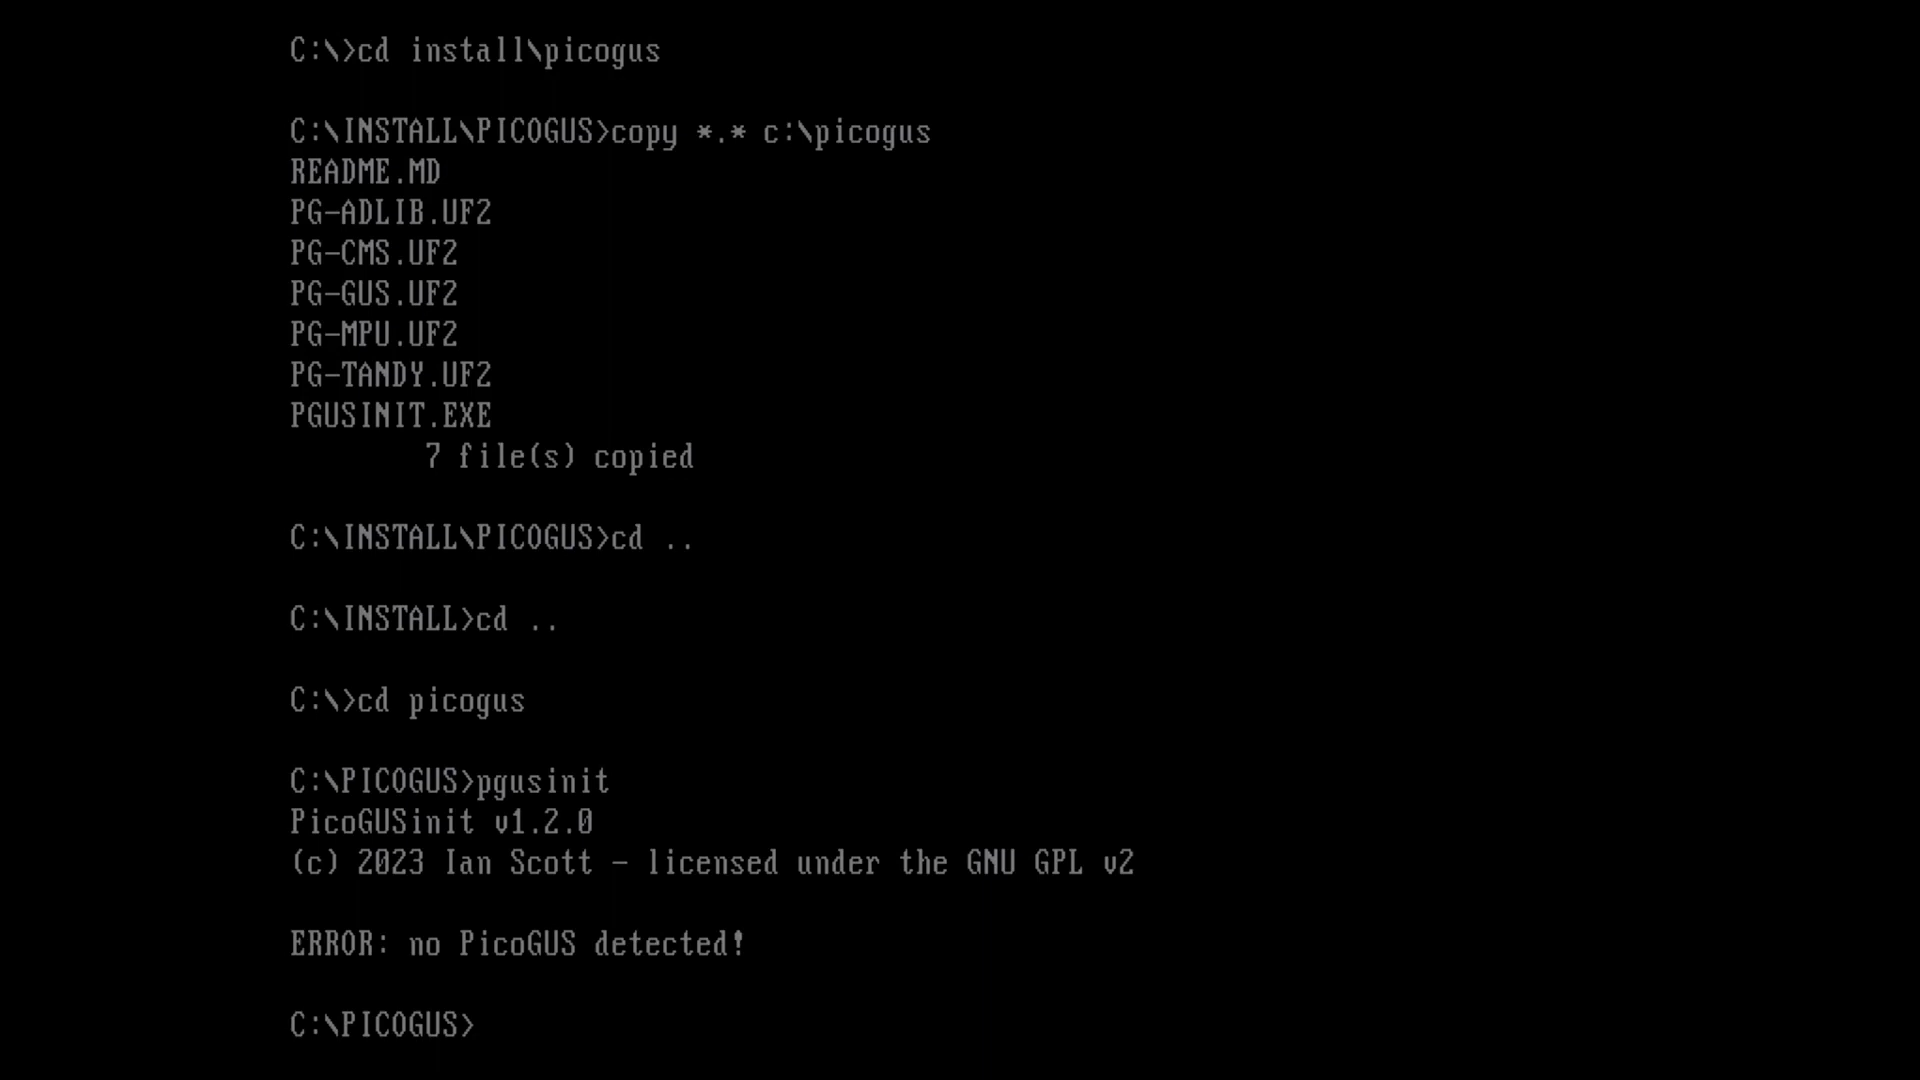 C:\>cd install\picogus
C:\INSTALL\PICOGUS>copy *.* c:\picogus
README.MD
PG-ADLIB.UF2
PG-CMS.UF2
PG-GUS.UF2
PG-MPU.UF2
PG-TANDY.UF2
PGUSINIT.EXE
7 file(s) copied
C:\INSTALL\PICOGUS>cd ..
C:\INSTALL>cd ..
C:\>cd picogus
C:\PICOGUS>pgusinit
PicoGUSinit v1.2.0
(c) 2023 Ian Scott - licensed under the GNU GPL v2
ERROR: no PicoGUS detected!
C:\PICOGUS>